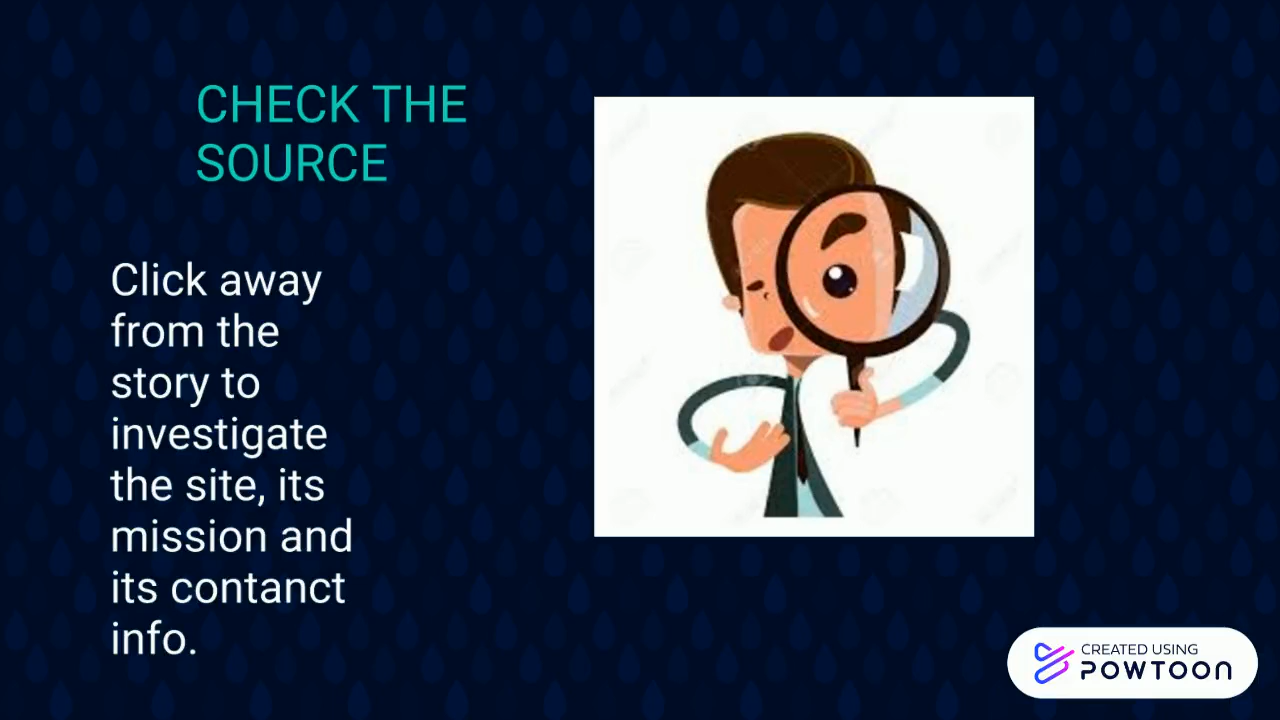 CHECK THE
SOURCE
Click away
from the
story to
investigate
the site, its
mission and
its contanct
info.
CREATED USING
POWTOON